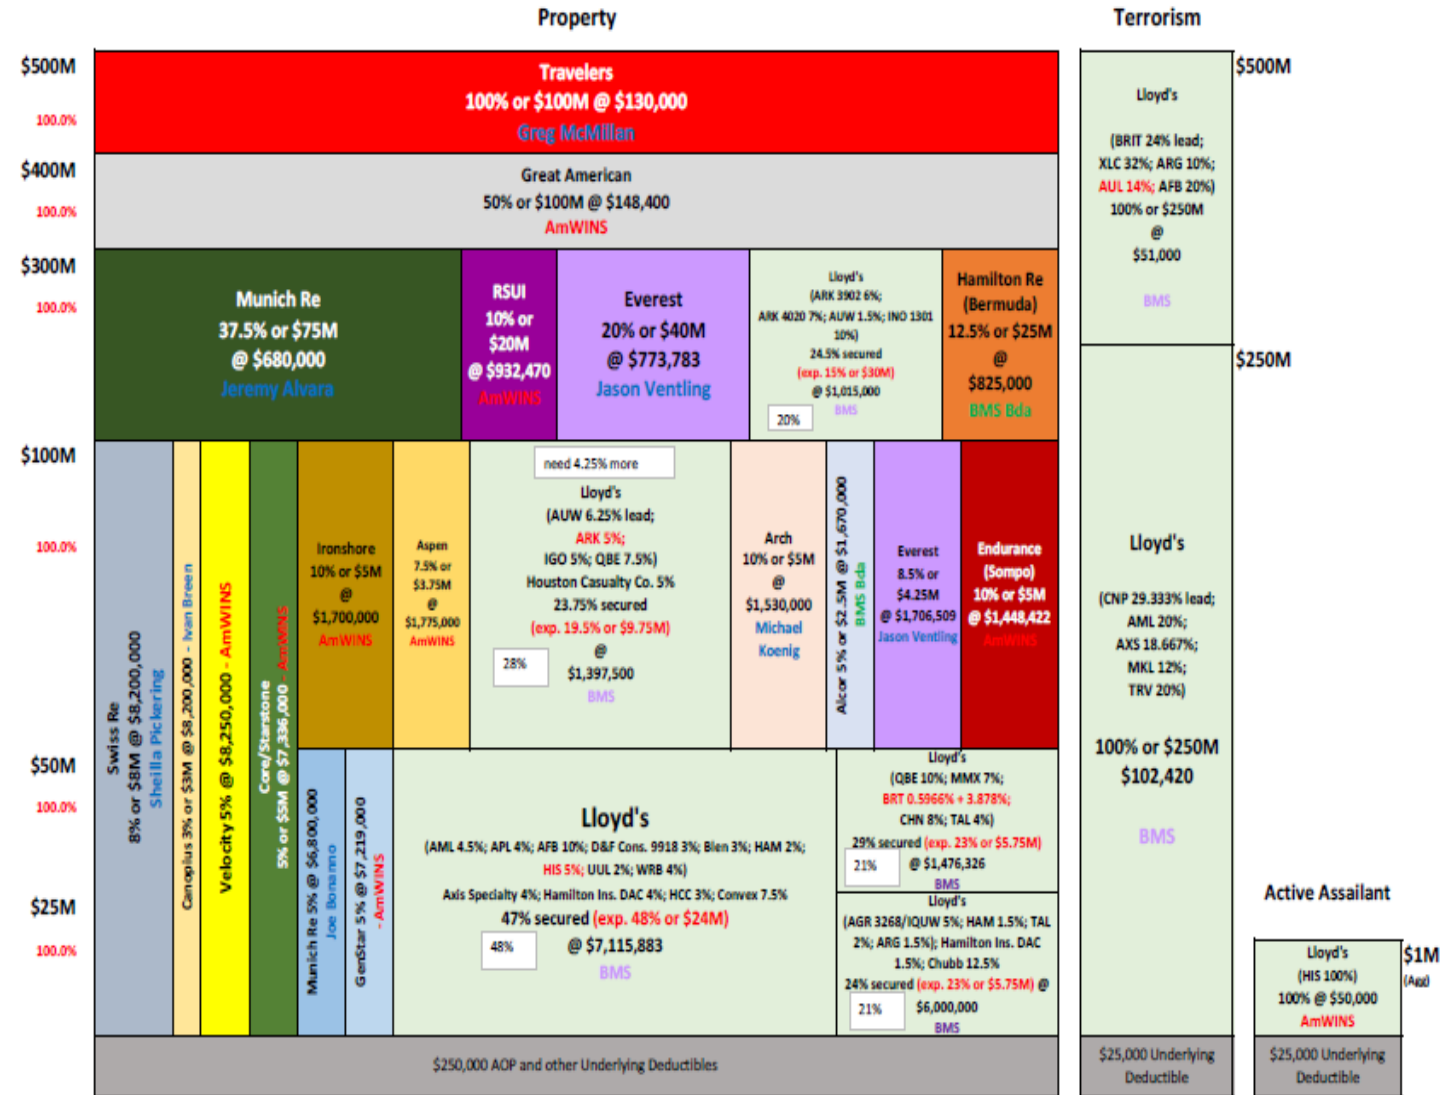 Property
Terrorism
$500M
100.0%
$400M
100.0%
$300M
100.0%
$100M
100.0%
$50M
100.0%
$25M
100.0%
Travelers
100% or $100M @ $130,000
Greg McMillan
Great American
50% or $100M @ $148,400
AmWINS
Munich Re
37.5% or $75M
@ $680,000
Jeremy Alvara
RSUI
10% or
$20M
@ $932,470
AmWINS
Everest
20% or $40M
@ $773,783
Jason Ventling
Lloyd's
(ARK 3902 6%;
ARK 4020 7%; AUW 1.5%; INO 1301
10%)
24.5% secured
(exp. 15% or $30M)
@ $1,015,000
BMS
20%
Hamilton Re
(Bermuda)
12.5% or $25M
@
$825,000
BMS Bda
Swiss Re
8% or $8M @ $8,200,000
Sheilla Pickering
Canopius 3% or $3M @ $8,200,000 - Ivan Breen
Velocity 5% @ $8,250,000 - AmWINS
Core/Starstone
5% or $5M @ $7,336,000 - AmWINS
Ironshore
10% or $5M
@
$1,700,000
AmWINS
Aspen
7.5% or
$3.75M
@
$1,775,000
AmWINS
need 4.25% more
Lloyd's
(AUW 6.25% lead;
ARK 5%;
IGO 5%; QBE 7.5%)
Houston Casualty Co. 5%
23.75% secured
(exp. 19.5% or $9.75M)
@
28%
$1,397,500
BMS
Arch
10% or $5M
@
$1,530,000
Michael
Koenig
Alcor 5% or $2.5M @ $1,670,000
BMS Bda
Everest
8.5% or
$4.25M
@ $1,706,509
Jason Ventling
Endurance
(Sompo)
10% or $5M
@ $1,448,422
AmWINS
Munich Re 5% @ $6,800,000
Joe Bonanno
GenStar 5% @ $7,219,000
- AmWINS
Lloyd's
(AML 4.5%; APL 4%; AFB 10%; D&F Cons. 9918 3%; Blen 3%; HAM 2%;
HIS 5%; UUL 2%; WRB 4%)
Axis Specialty 4%; Hamilton Ins. DAC 4%; HCC 3%; Convex 7.5%
47% secured (exp. 48% or $24M)
48%
@ $7,115,883
BMS
Lloyd's
(QBE 10%; MMX 7%;
BRT 0.5966% + 3.878%;
CHN 8%; TAL 4%)
29% secured (exp. 23% or $5.75M)
21%
@ $1,476,326
BMS
Lloyd's
(AGR 3268/IQUW 5%; HAM 1.5%; TAL
2%; ARG 1.5%); Hamilton Ins. DAC
1.5%; Chubb 12.5%
24% secured (exp. 23% or $5.75M) @
21%
$6,000,000
BMS
$250,000 AOP and other Underlying Deductibles
$500M
$250M
Lloyd's
(BRIT 24% lead;
XLC 32%; ARG 10%;
AUL 14%; AFB 20%)
100% or $250M
@
$51,000
BMS
Lloyd's
(CNP 29.333% lead;
AML 20%;
AXS 18.667%;
MKL 12%;
TRV 20%)
100% or $250M
$102,420
BMS
$25,000 Underlying
Deductible
Active Assailant
Lloyd's
(HIS 100%)
100% @ $50,000
AmWINS
$1M
(Agg)
$25,000 Underlying
Deductible